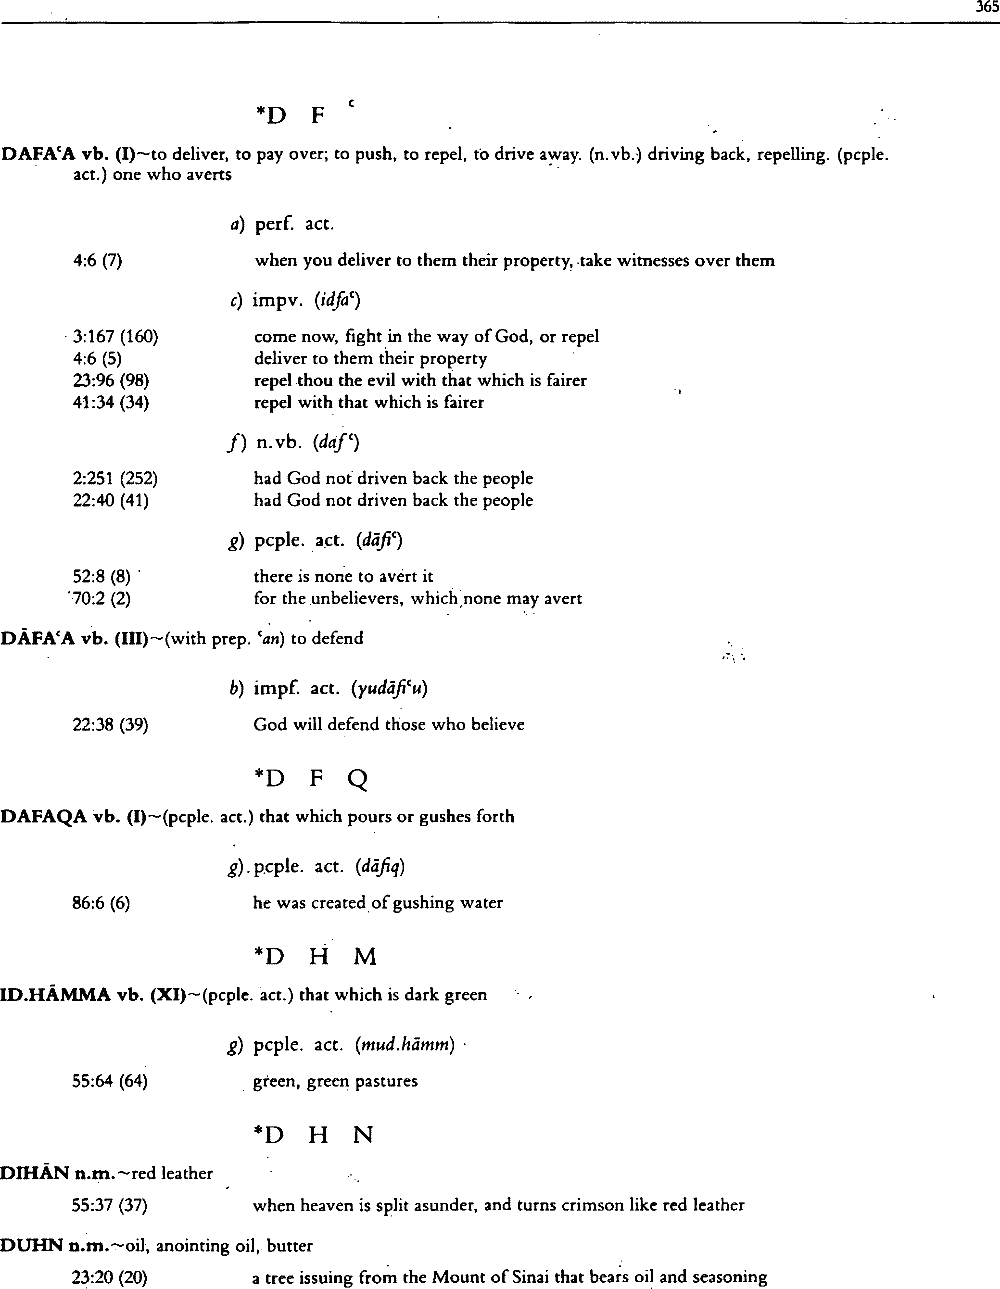 365
*D F ʿ
DAFAʿA vb. (I)~to deliver, to pay over; to push, to repel, to drive away. (n.vb.) driving back, repelling. (pcple.
act.) one who averts
a) perf. act.
4:6 (7) when you deliver to them their property, take witnesses over them
c) impv. (idfaʿ)
3:167 (160) come now, fight in the way of God, or repel
4:6 (5) deliver to them their property
23:96 (98) repel thou the evil with that which is fairer
41:34 (34) repel with that which is fairer
f) n.vb. (dafʿ)
2:251 (252) had God not driven back the people
22:40 (41) had God not driven back the people
g) pcple. act. (dāfiʿ)
52:8 (8) there is none to avert it
70:2 (2) for the unbelievers, which none may avert
DĀFAʿA vb. (III)~(with prep. ʿan) to defend
b) impf. act. (yudāfiʿu)
22:38 (39) God will defend those who believe
*D F Q
DAFAQA vb. (I)~(pcple. act.) that which pours or gushes forth
g) pcple. act. (dāfiq)
86:6 (6) he was created of gushing water
*D H M
ID.HĀMMA vb. (XI)~(pcple. act.) that which is dark green
g) pcple. act. (mud.hāmm)
55:64 (64) green, green pastures
*D H N
DIHĀN n.m.~red leather
55:37 (37) when heaven is split asunder, and turns crimson like red leather
DUHN n.m.~oil, anointing oil, butter
23:20 (20) a tree issuing from the Mount of Sinai that bears oil and seasoning